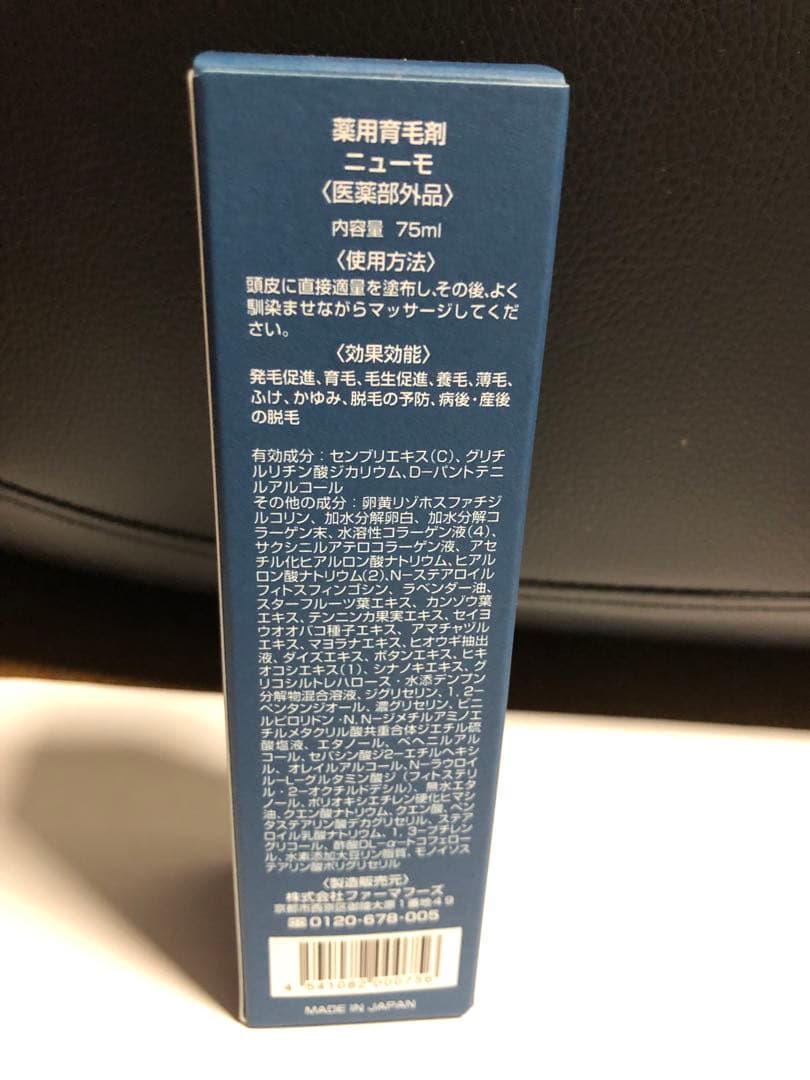 薬用育毛剤
ニューモ
〈医薬部外品〉
内容量 75ml
〈使用方法〉
頭皮に直接適量を塗布し、その後、よく
馴染ませながらマッサージしてくだ
さい。
〈効果効能〉
発毛促進、育毛、毛生促進、養毛、薄毛、
ふけ、かゆみ、脱毛の予防、病後・産後
の脱毛
有効成分：センブリエキス(C)、グリチ
ルリチン酸ジカリウム、D-パントテニ
ルアルコール
その他の成分：卵黄リゾホスファチジ
ルコリン、加水分解卵白、加水分解コ
ラーゲン末、水溶性コラーゲン液(4)、
サクシニルアテロコラーゲン液、アセ
チル化ヒアルロン酸ナトリウム、ヒアル
ロン酸ナトリウム(2)、N-ステアロイル
フィトスフィンゴシン、ラベンダー油、
スターフルーツ葉エキス、カンゾウ葉
エキス、テンニンカ果実エキス、セイヨ
ウオオバコ種子エキス、アマチャヅル
エキス、マヨラナエキス、ヒオウギ抽出
液、ダイズエキス、ボタンエキス、ヒキ
オコシエキス(1)、シナノキエキス、グ
リコシルトレハロース・水添デンプン
分解物混合溶液、ジグリセリン、1, 2-
ペンタンジオール、濃グリセリン、ビニ
ルピロリドン・N, N-ジメチルアミノエ
チルメタクリル酸共重合体ジエチル硫
酸塩液、エタノール、ベヘニルアル
コール、セバシン酸ジ2-エチルヘキシ
ル、オレイルアルコール、N-ラウロイ
ル-L-グルタミン酸ジ(フィトステリ
ル・2-オクチルドデシル)、無水エタ
ノール、ポリオキシエチレン硬化ヒマシ
油、クエン酸ナトリウム、クエン酸、ペン
タステアリン酸デカグリセリル、ステア
ロイル乳酸ナトリウム、1, 3-ブチレン
グリコール、酢酸DL-α-トコフェロー
ル、水素添加大豆リン脂質、モノイソス
テアリン酸ポリグリセリル
〈製造販売元〉
株式会社ファーマフーズ
京都市西京区御陵大原1番地49
0120-678-005
4 541082 000756
MADE IN JAPAN